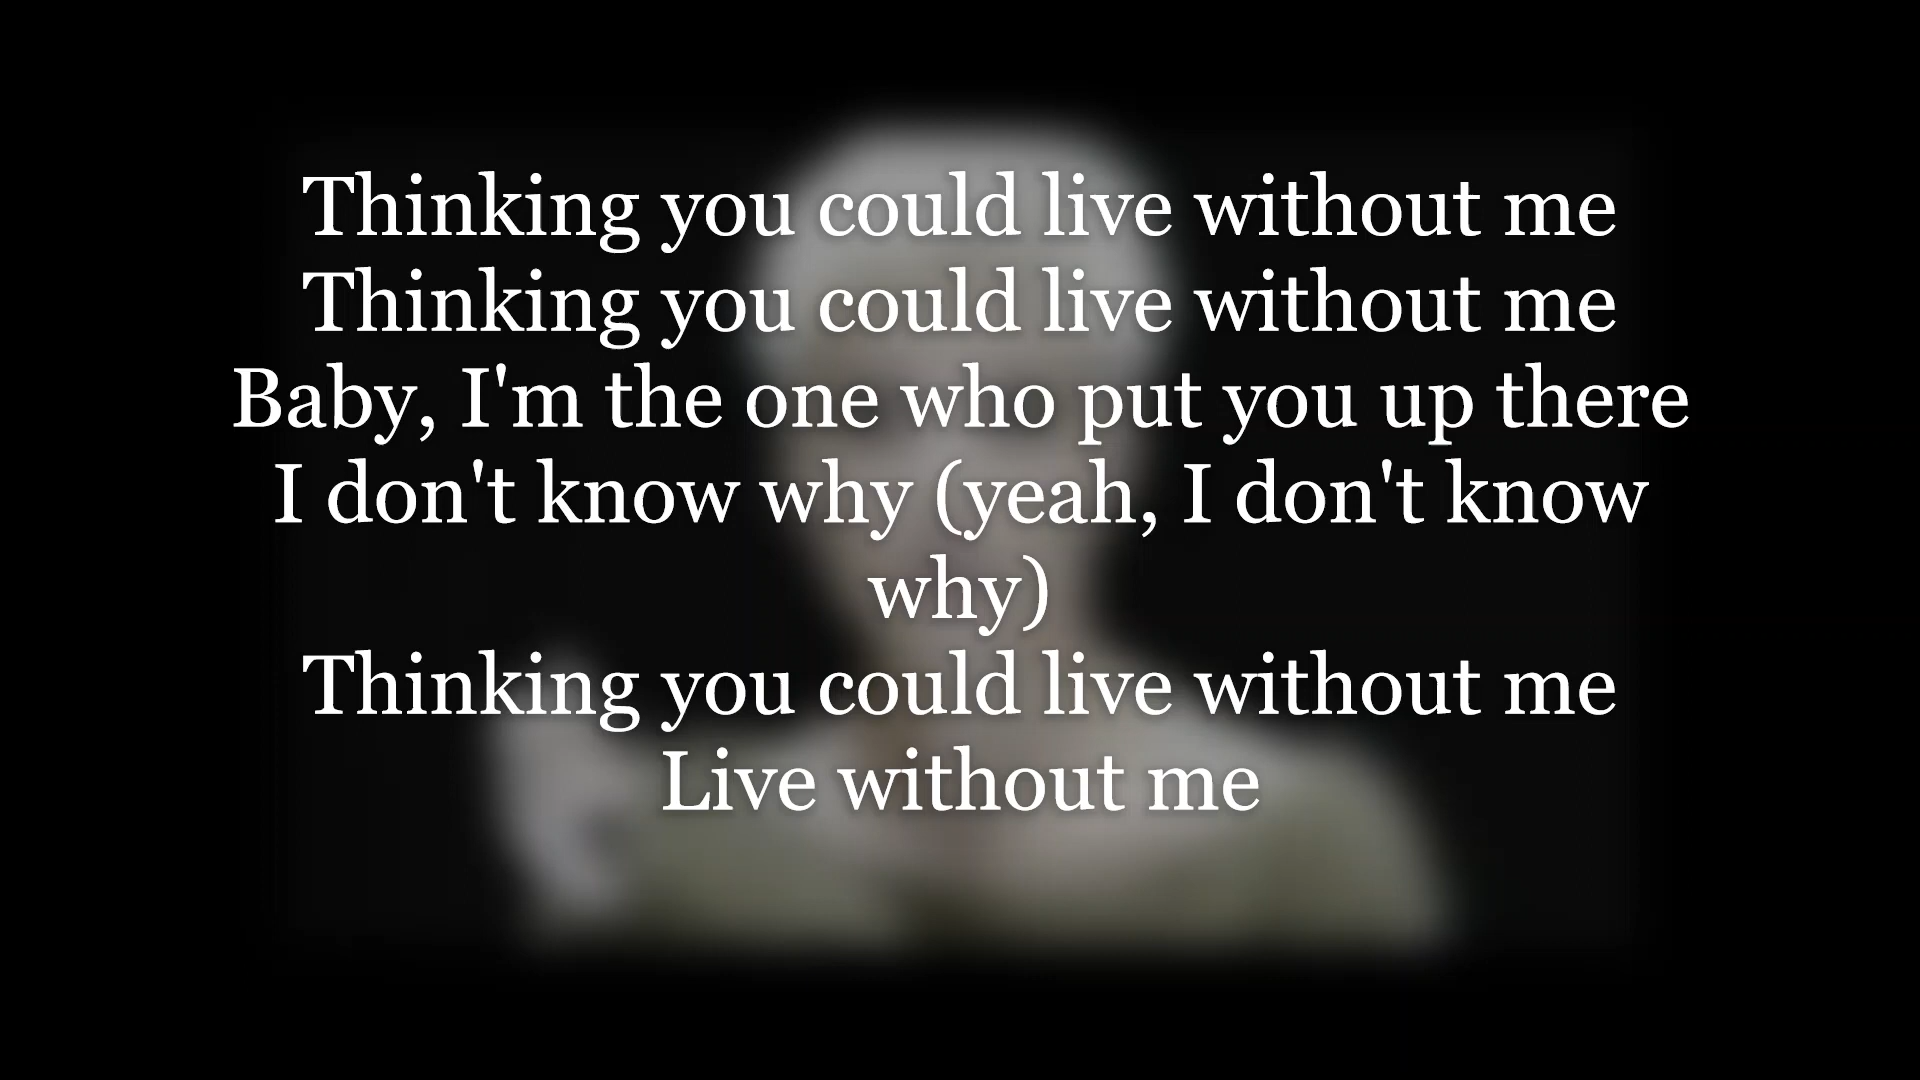 Thinking you could live without me
Thinking you could live without me
Baby, I'm the one who put you up there
I don't know why (yeah, I don't know
why)
Thinking you could live without me
Live without me